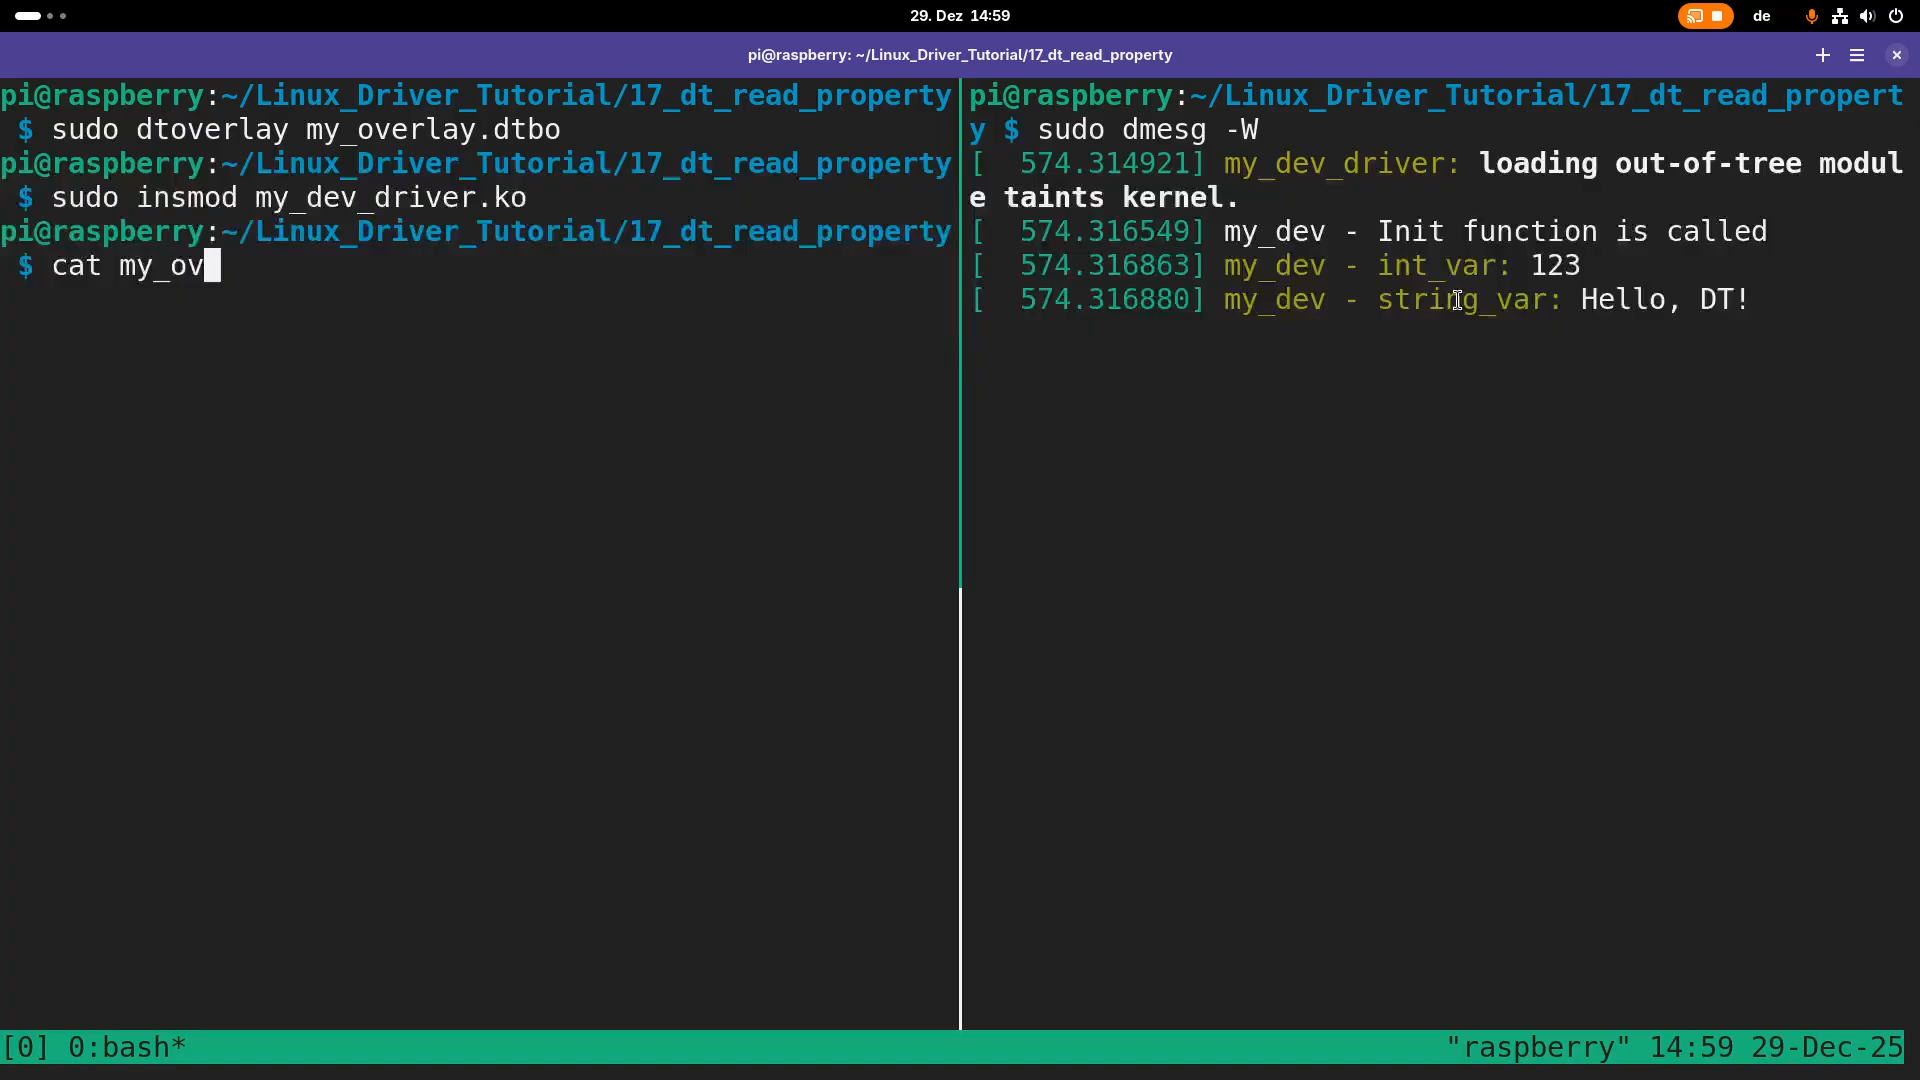 29. Dez 14:59
de
pi@raspberry: ~/Linux_Driver_Tutorial/17_dt_read_property
pi@raspberry:~/Linux_Driver_Tutorial/17_dt_read_property
$ sudo dtoverlay my_overlay.dtbo
pi@raspberry:~/Linux_Driver_Tutorial/17_dt_read_property
$ sudo insmod my_dev_driver.ko
pi@raspberry:~/Linux_Driver_Tutorial/17_dt_read_property
$ cat my_ov
pi@raspberry:~/Linux_Driver_Tutorial/17_dt_read_propert
y $ sudo dmesg -W
[  574.314921] my_dev_driver: loading out-of-tree modul
e taints kernel.
[  574.316549] my_dev - Init function is called
[  574.316863] my_dev - int_var: 123
[  574.316880] my_dev - string_var: Hello, DT!
[0] 0:bash*
"raspberry" 14:59 29-Dec-25